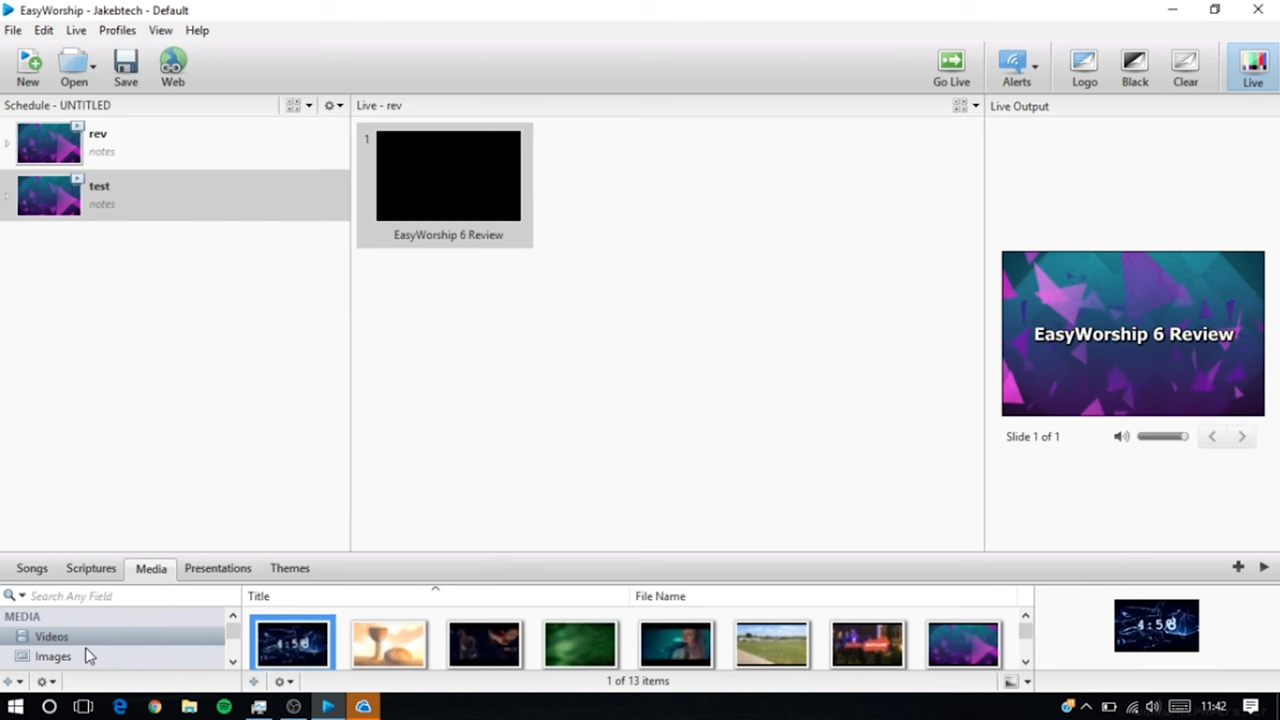 EasyWorship - Jakebtech - Default
File Edit Live Profiles View Help
New Open Save Web Go Live Alerts Logo Black Clear Live
Schedule - UNTITLED
Live - rev
Live Output
rev
notes
test
notes
1
EasyWorship 6 Review
EasyWorship 6 Review
Slide 1 of 1
Songs Scriptures Media Presentations Themes
Search Any Field
Title
File Name
MEDIA
Videos
Images
1 of 13 items
11:42